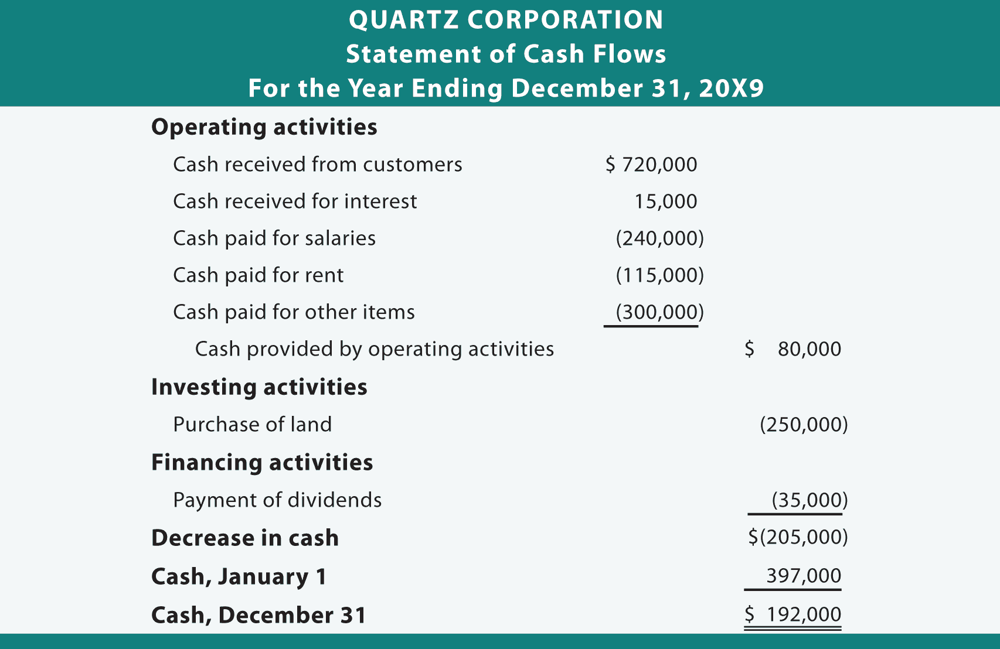 QUARTZ CORPORATION
Statement of Cash Flows
For the Year Ending December 31, 20X9
Operating activities
Cash received from customers $ 720,000
Cash received for interest 15,000
Cash paid for salaries (240,000)
Cash paid for rent (115,000)
Cash paid for other items (300,000)
Cash provided by operating activities $ 80,000
Investing activities
Purchase of land (250,000)
Financing activities
Payment of dividends (35,000)
Decrease in cash $(205,000)
Cash, January 1 397,000
Cash, December 31 $ 192,000